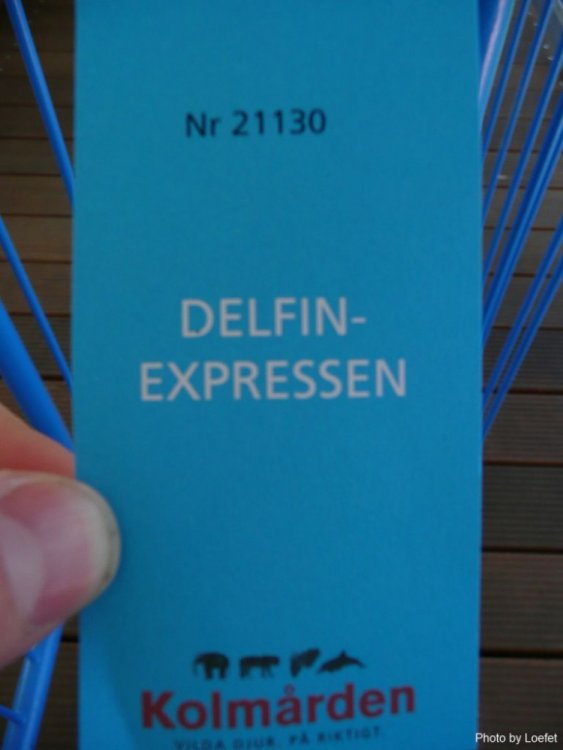 Nr 21130
DELFIN-
EXPRESSEN
Kolmården
VILDA DJUR. PÅ RIKTIGT.
Photo by Loefet